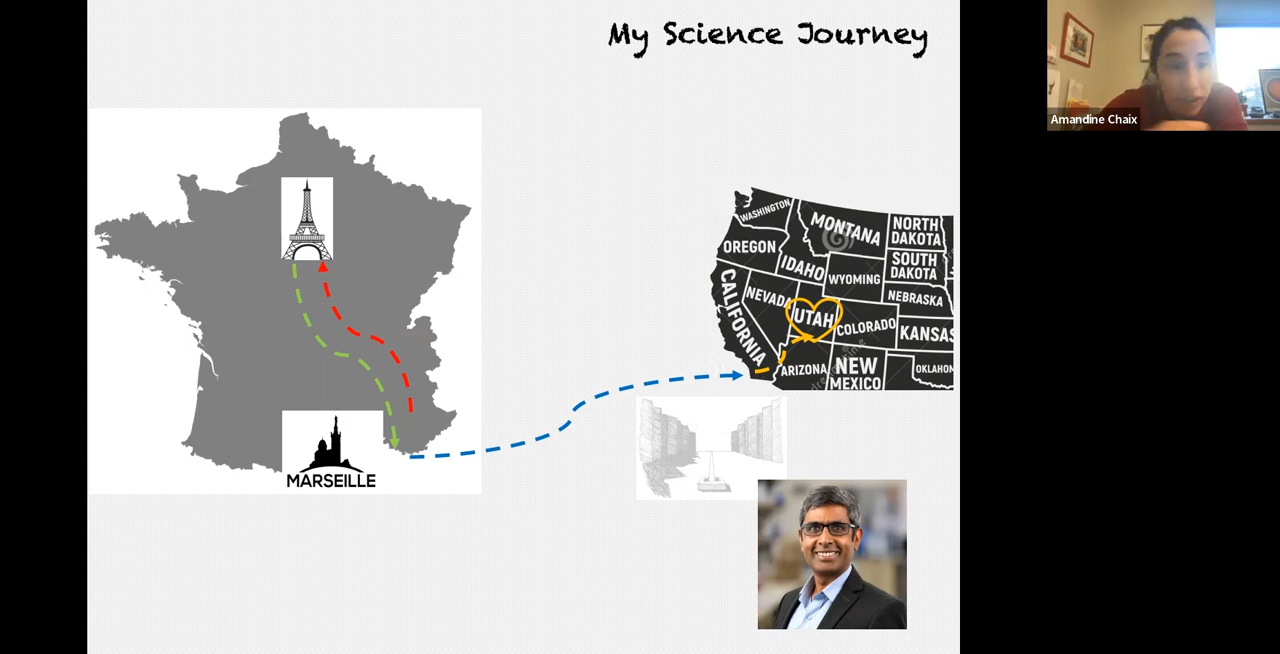 My Science Journey
Amandine Chaix
MARSEILLE
WASHINGTON
MONTANA
NORTH
DAKOTA
OREGON
IDAHO
SOUTH
DAKOTA
WYOMING
CALIFORNIA
NEVADA
NEBRASKA
UTAH
COLORADO
KANSAS
ARIZONA
NEW
MEXICO
OKLAHOM